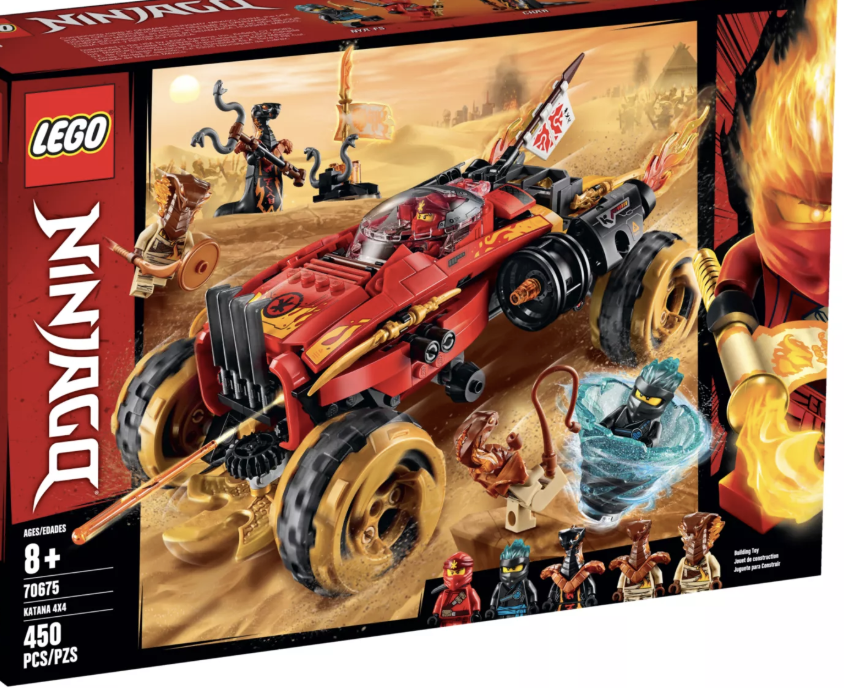 NINJAGO
LEGO
NINJAGO
AGES/EDADES
8+
70675
KATANA 4X4
450
PCS/PZS
Building Toy
Jouet de construction
Juguete para Construir